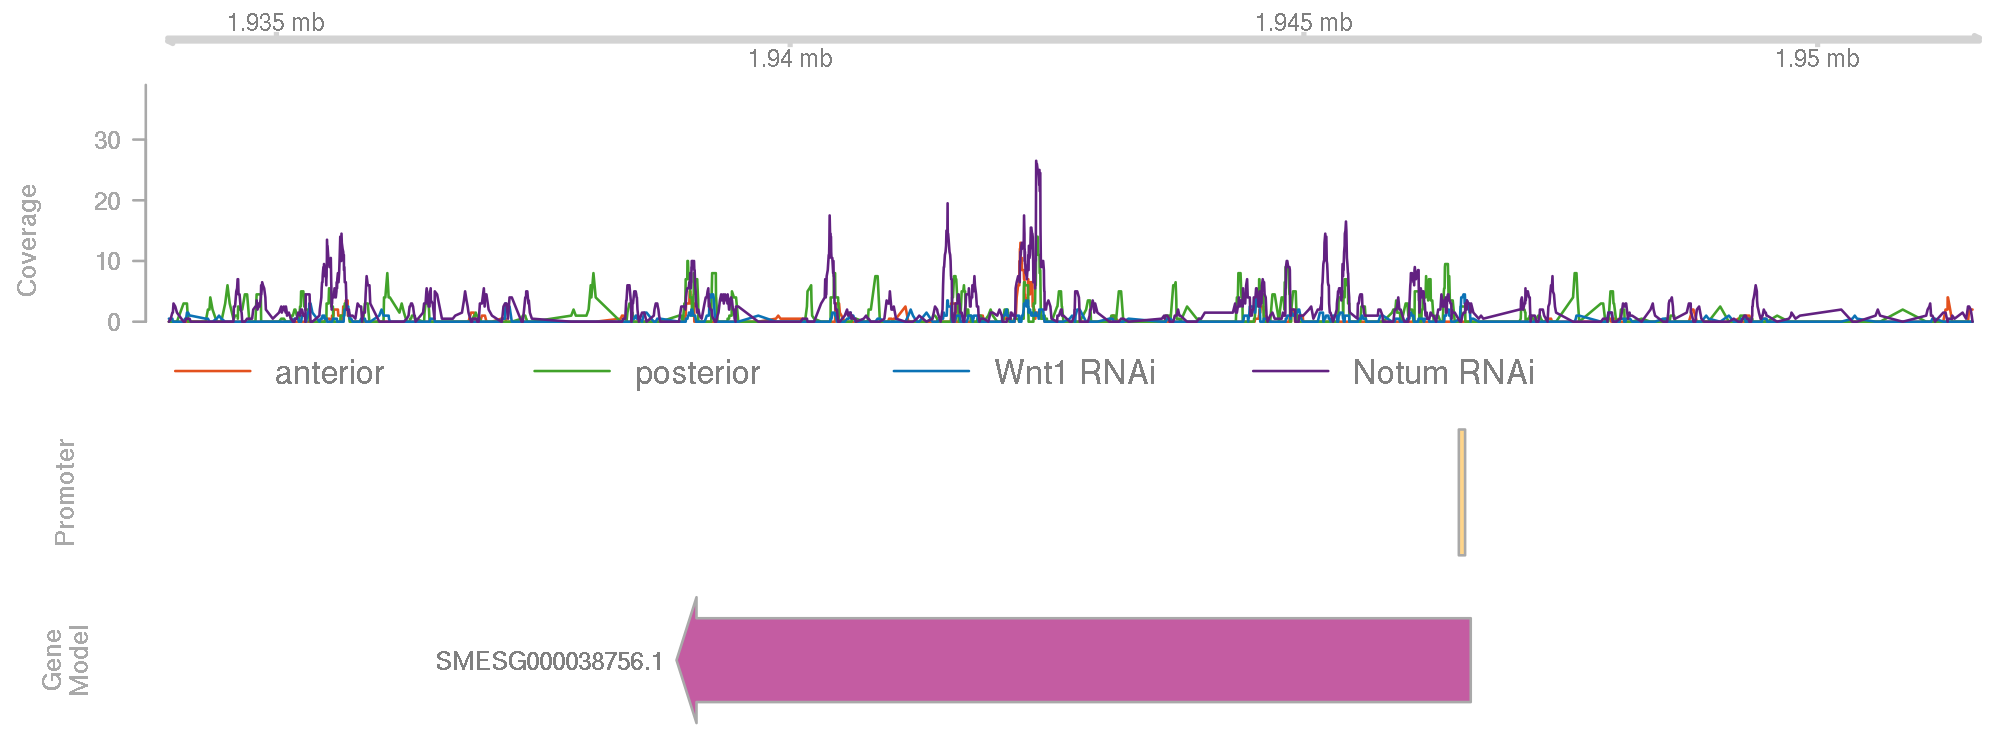 1.935 mb
1.945 mb
1.94 mb
1.95 mb
Coverage
30
20
10
0
anterior
posterior
Wnt1 RNAi
Notum RNAi
Promoter
Gene
Model
SMESG000038756.1